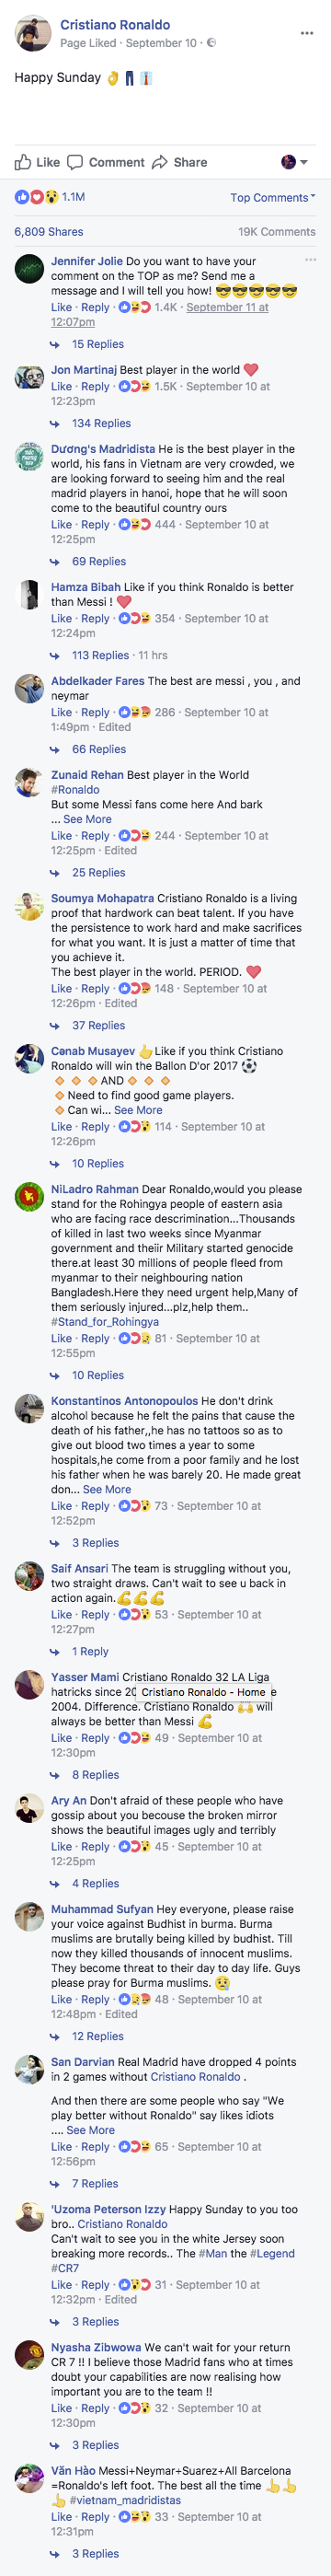 Cristiano Ronaldo
Page Liked · September 10 ·
Happy Sunday 👌👖👔
Like Comment Share
1.1M Top Comments
6,809 Shares 19K Comments
Jennifer Jolie Do you want to have your
comment on the TOP as me? Send me a
message and I will tell you how! 😎😎😎😎😎
Like · Reply · 1.4K · September 11 at
12:07pm
15 Replies
Jon Martinaj Best player in the world ❤️
Like · Reply · 1.5K · September 10 at
12:23pm
134 Replies
Dương's Madridista He is the best player in the
world, his fans in Vietnam are very crowded, we
are looking forward to seeing him and the real
madrid players in hanoi, hope that he will soon
come to the beautiful country ours
Like · Reply · 444 · September 10 at
12:25pm
69 Replies
Hamza Bibah Like if you think Ronaldo is better
than Messi ! ❤️
Like · Reply · 354 · September 10 at
12:24pm
113 Replies · 11 hrs
Abdelkader Fares The best are messi , you , and
neymar
Like · Reply · 286 · September 10 at
1:49pm · Edited
66 Replies
Zunaid Rehan Best player in the World
#Ronaldo
But some Messi fans come here And bark
... See More
Like · Reply · 244 · September 10 at
12:25pm · Edited
25 Replies
Soumya Mohapatra Cristiano Ronaldo is a living
proof that hardwork can beat talent. If you have
the persistence to work hard and make sacrifices
for what you want. It is just a matter of time that
you achieve it.
The best player in the world. PERIOD. ❤️
Like · Reply · 148 · September 10 at
12:26pm · Edited
37 Replies
Cənab Musayev 👆Like if you think Cristiano
Ronaldo will win the Ballon D'or 2017 ⚽
🔸🔸🔸AND🔸🔸🔸
🔸Need to find good game players.
🔸Can wi... See More
Like · Reply · 114 · September 10 at
12:26pm
10 Replies
NiLadro Rahman Dear Ronaldo,would you please
stand for the Rohingya people of eastern asia
who are facing race descrimination...Thousands
of killed in last two weeks since Myanmar
government and theiir Military started genocide
there.at least 30 millions of people fleed from
myanmar to their neighbouring nation
Bangladesh.Here they need urgent help,Many of
them seriously injured...plz,help them..
#Stand_for_Rohingya
Like · Reply · 81 · September 10 at
12:55pm
10 Replies
Konstantinos Antonopoulos He don't drink
alcohol because he felt the pains that cause the
death of his father,,he has no tattoos so as to
give out blood two times a year to some
hospitals,he come from a poor family and he lost
his father when he was barely 20. He made great
don... See More
Like · Reply · 73 · September 10 at
12:52pm
3 Replies
Saif Ansari The team is struggling without you,
two straight draws. Can't wait to see u back in
action again.💪💪💪
Like · Reply · 53 · September 10 at
12:27pm
1 Reply
Yasser Mami Cristiano Ronaldo 32 LA Liga
hatricks since 20 Cristiano Ronaldo - Home e
2004. Difference. Cristiano Ronaldo 🙌 will
always be better than Messi 💪
Like · Reply · 49 · September 10 at
12:30pm
8 Replies
Ary An Don't afraid of these people who have
gossip about you becouse the broken mirror
shows the beautiful images ugly and terribly
Like · Reply · 45 · September 10 at
12:25pm
4 Replies
Muhammad Sufyan Hey everyone, please raise
your voice against Budhist in burma. Burma
muslims are brutally being killed by budhist. Till
now they killed thousands of innocent muslims.
They become threat to their day to day life. Guys
please pray for Burma muslims. 😢
Like · Reply · 48 · September 10 at
12:48pm · Edited
12 Replies
San Darvian Real Madrid have dropped 4 points
in 2 games without Cristiano Ronaldo .
And then there are some people who say "We
play better without Ronaldo" say likes idiots
.... See More
Like · Reply · 65 · September 10 at
12:56pm
7 Replies
'Uzoma Peterson Izzy Happy Sunday to you too
bro.. Cristiano Ronaldo
Can't wait to see you in the white Jersey soon
breaking more records.. The #Man the #Legend
#CR7
Like · Reply · 31 · September 10 at
12:32pm · Edited
3 Replies
Nyasha Zibwowa We can't wait for your return
CR 7 !! I believe those Madrid fans who at times
doubt your capabilities are now realising how
important you are to the team !!
Like · Reply · 32 · September 10 at
12:30pm
3 Replies
Văn Hào Messi+Neymar+Suarez+All Barcelona
=Ronaldo's left foot. The best all the time 👆👆
👆 #vietnam_madridistas
Like · Reply · 33 · September 10 at
12:31pm
3 Replies